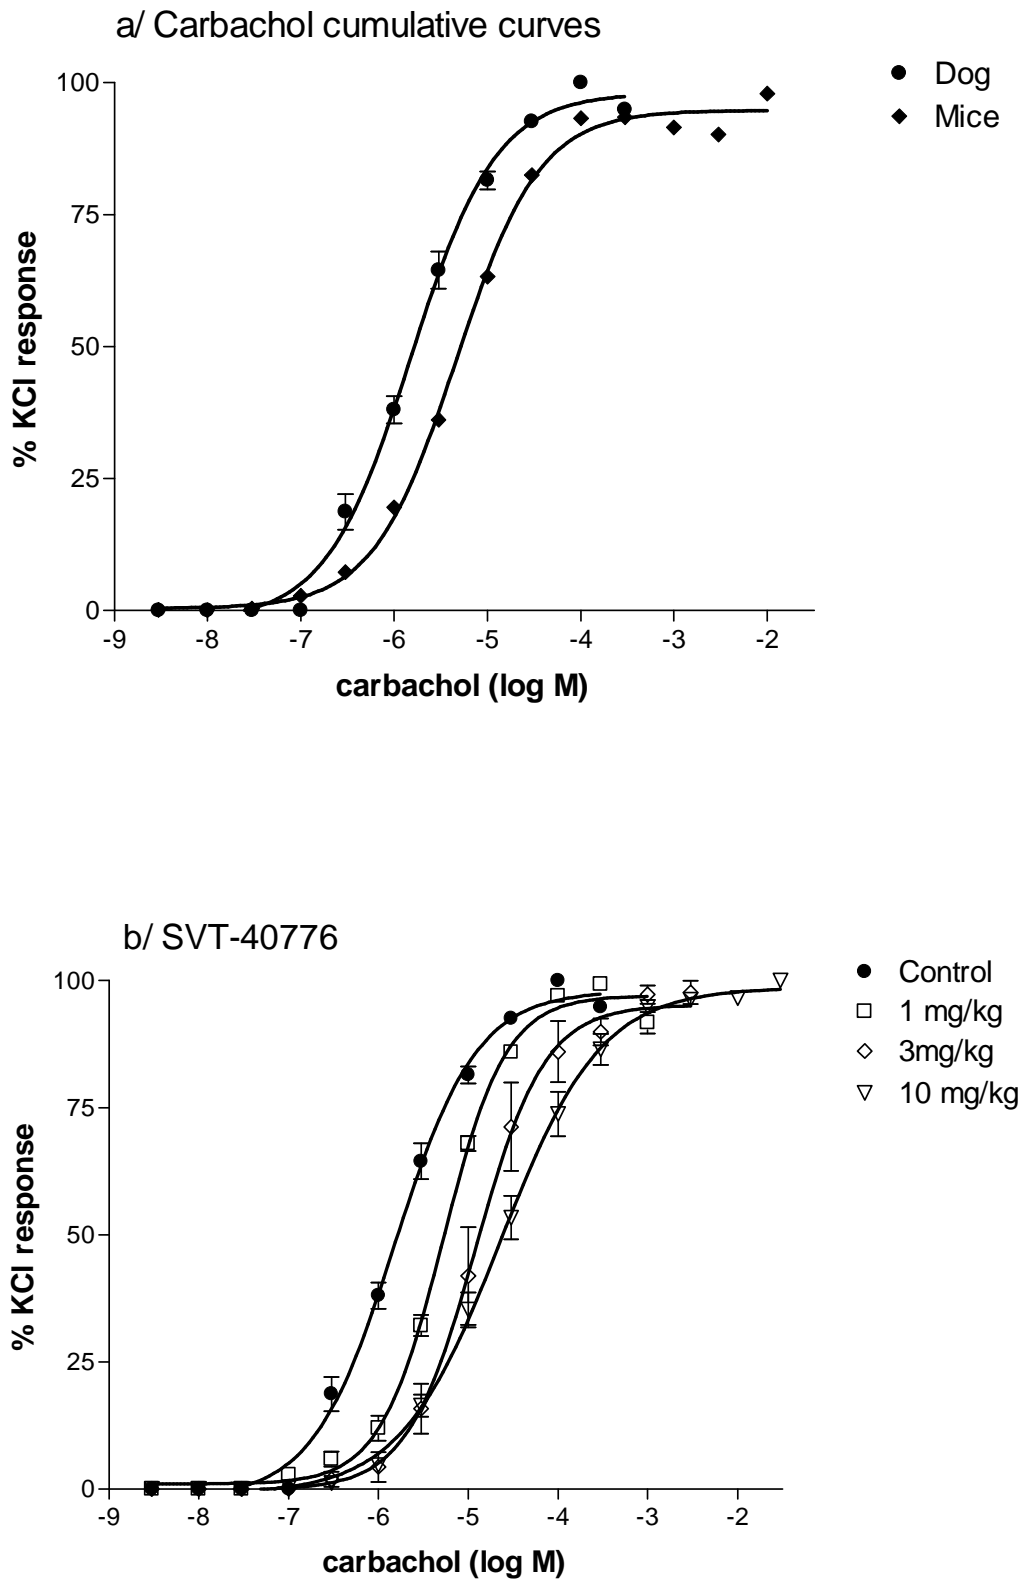 a/ Carbachol cumulative curves
Dog
Mice
100
75
50
25
0
% KCl response
-9 -8 -7 -6 -5 -4 -3 -2
carbachol (log M)
b/ SVT-40776
Control
1 mg/kg
3mg/kg
10 mg/kg
100
75
50
25
0
% KCl response
-9 -8 -7 -6 -5 -4 -3 -2
carbachol (log M)